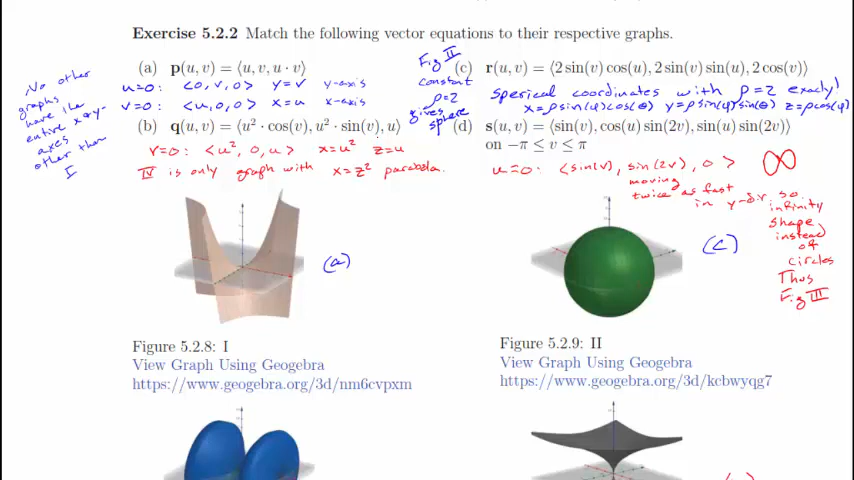 Exercise 5.2.2 Match the following vector equations to their respective graphs.
(a) p(u, v) = ⟨u, v, u · v⟩
u=0: <0, v, 0> y=v y-axis
v=0: <u, 0, 0> x=u x-axis
No other
graphs
have the
entire x & y-
axes
other than
I
(b) q(u, v) = ⟨u² · cos(v), u² · sin(v), u⟩
v=0: <u², 0, u> x=u² z=u
IV is only graph with x=z² parabola.
Fig II
constant
ρ=2
gives
sphere
(c) r(u, v) = ⟨2 sin(v) cos(u), 2 sin(v) sin(u), 2 cos(v)⟩
sperical coordinates with ρ=2 exactly!
x=ρsin(φ)cos(θ) y=ρsin(φ)sin(θ) z=ρcos(φ)
(d) s(u, v) = ⟨sin(v), cos(u) sin(2v), sin(u) sin(2v)⟩
on −π ≤ v ≤ π
u=0: <sin(v), sin(2v), 0> ∞
moving
twice as fast
in y-dir so
infinity
shape
instead
of
circles
Thus
Fig III
(a)
(c)
Figure 5.2.8: I
View Graph Using Geogebra
https://www.geogebra.org/3d/nm6cvpxm
Figure 5.2.9: II
View Graph Using Geogebra
https://www.geogebra.org/3d/kcbwyqg7